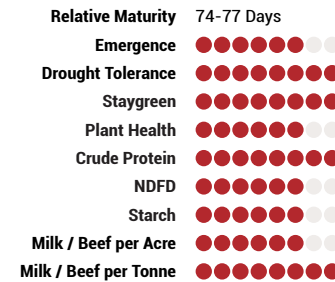 Relative Maturity 74-77 Days
Emergence
Drought Tolerance
Staygreen
Plant Health
Crude Protein
NDFD
Starch
Milk / Beef per Acre
Milk / Beef per Tonne